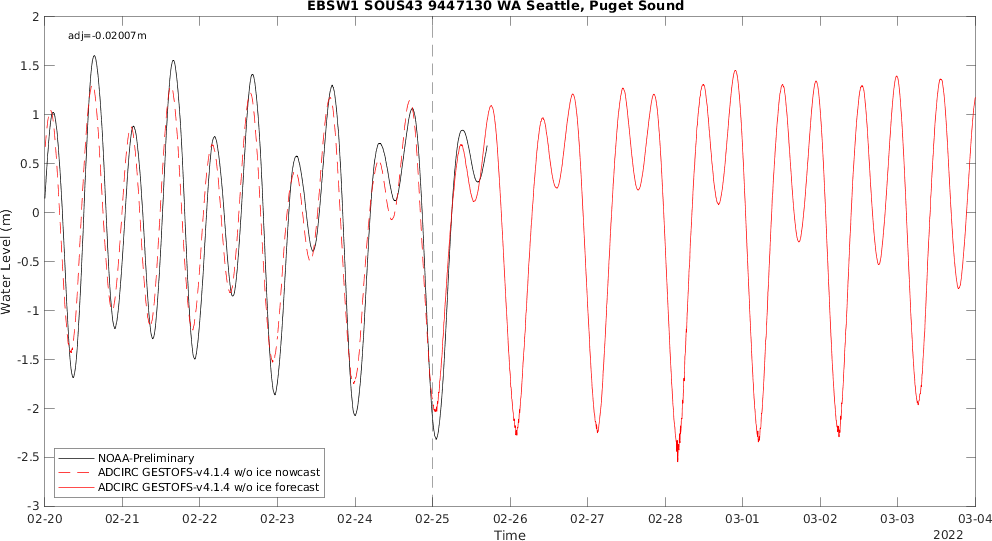 EBSW1 SOUS43 9447130 WA Seattle, Puget Sound
adj=-0.02007m
2
1.5
1
0.5
0
-0.5
-1
-1.5
-2
-2.5
-3
Water Level (m)
NOAA-Preliminary
ADCIRC GESTOFS-v4.1.4 w/o ice nowcast
ADCIRC GESTOFS-v4.1.4 w/o ice forecast
02-20 02-21 02-22 02-23 02-24 02-25 02-26 02-27 02-28 03-01 03-02 03-03 03-04
Time
2022